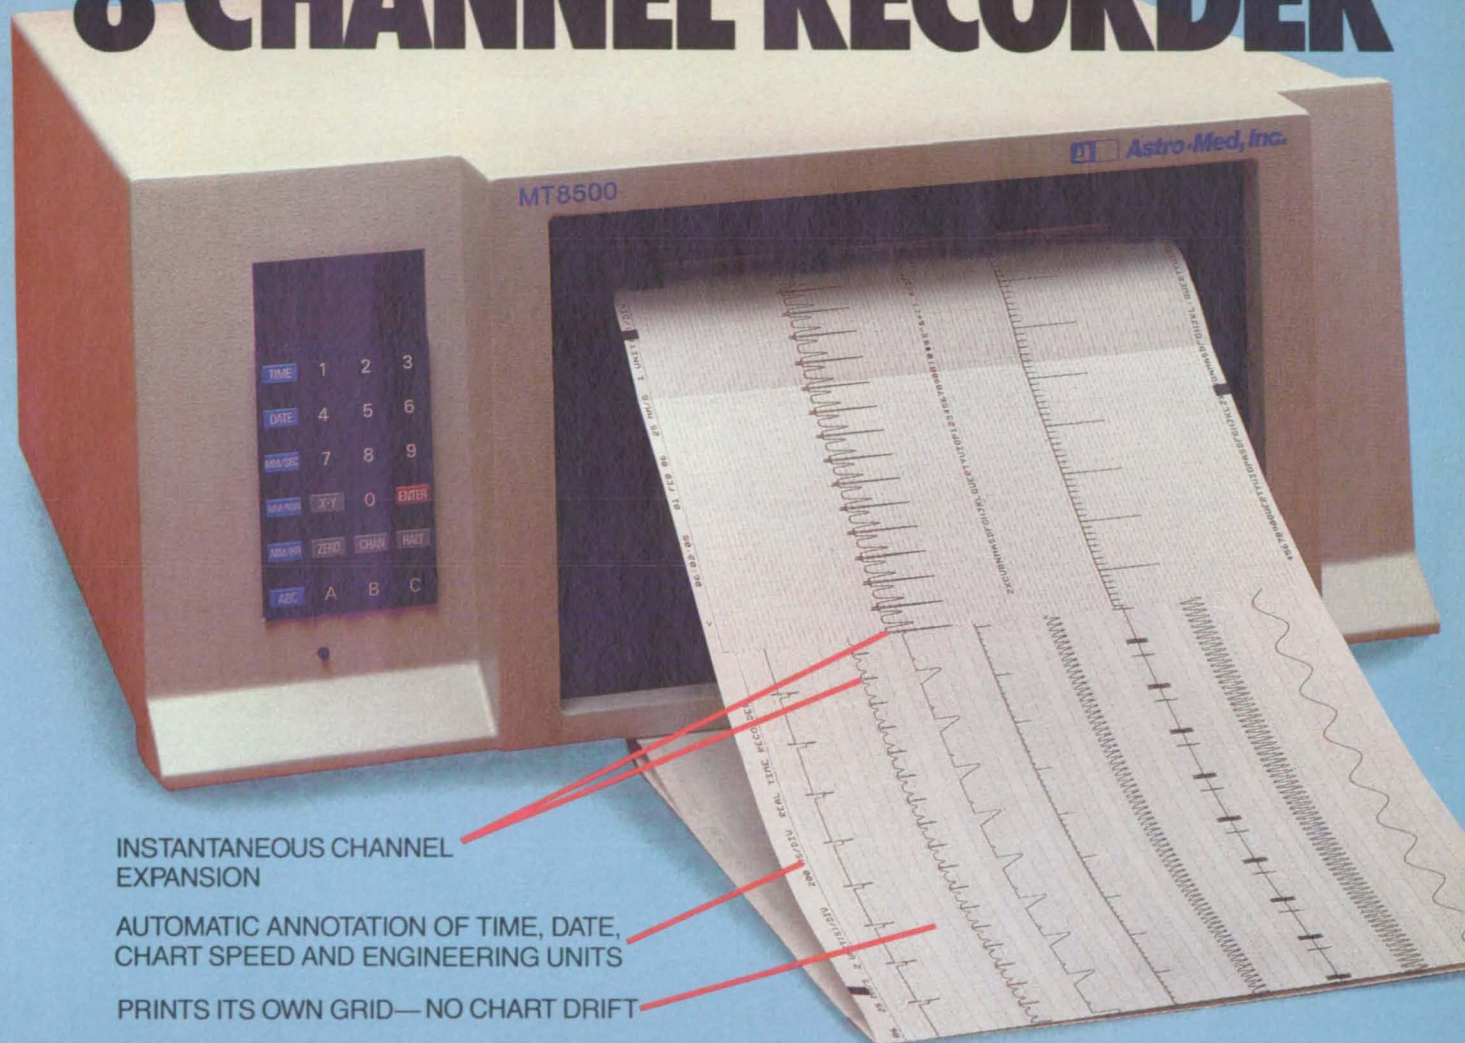 8 CHANNEL RECORDER
Astro-Med, Inc.
MT8500
TIME 1 2 3
DATE 4 5 6
MM/SEC 7 8 9
MM/MIN X-Y 0 ENTER
MM/HR ZERO CHAN HALT
ABC A B C
INSTANTANEOUS CHANNEL
EXPANSION
AUTOMATIC ANNOTATION OF TIME, DATE,
CHART SPEED AND ENGINEERING UNITS
PRINTS ITS OWN GRID—NO CHART DRIFT